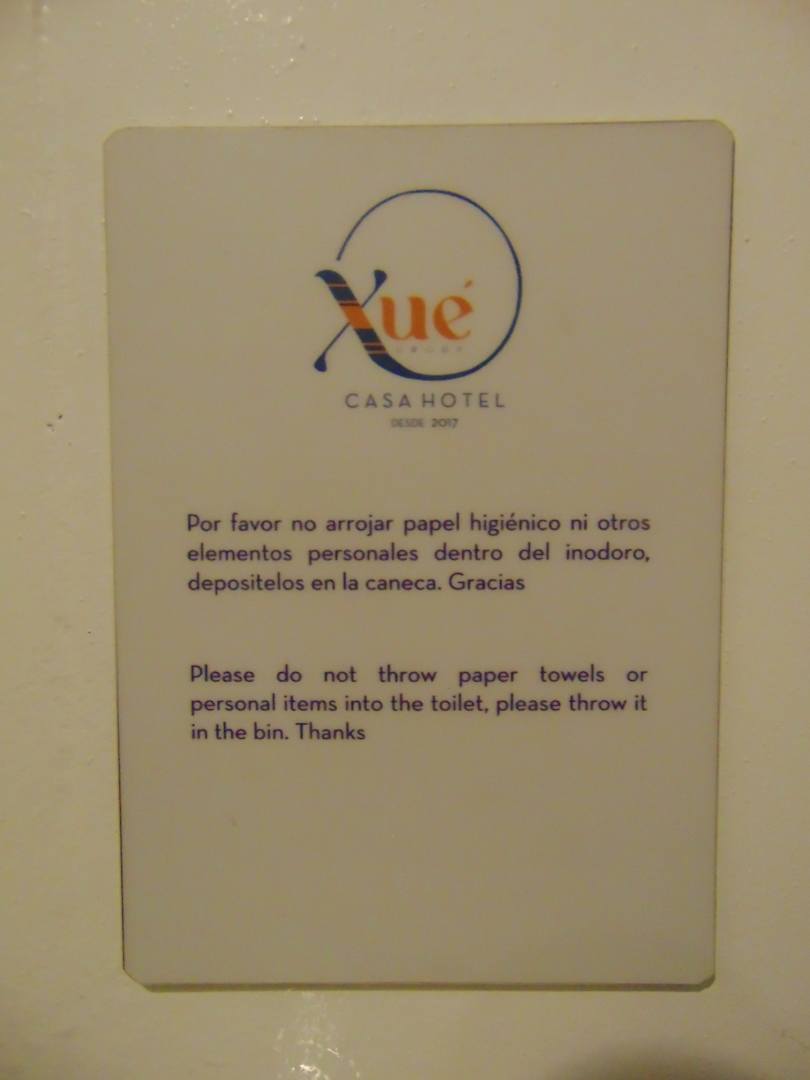 Xué
CASA HOTEL
DESDE 2017
Por favor no arrojar papel higiénico ni otros
elementos personales dentro del inodoro,
depositelos en la caneca. Gracias
Please do not throw paper towels or
personal items into the toilet, please throw it
in the bin. Thanks